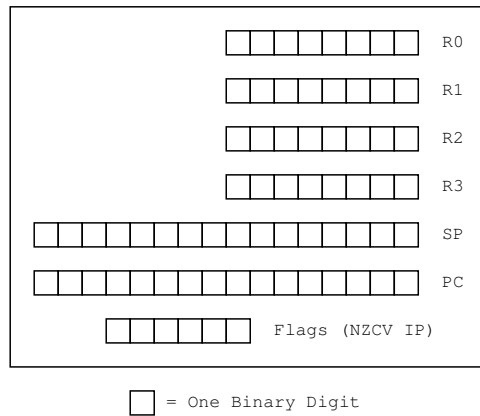 R0
R1
R2
R3
SP
PC
Flags (NZCV IP)
= One Binary Digit